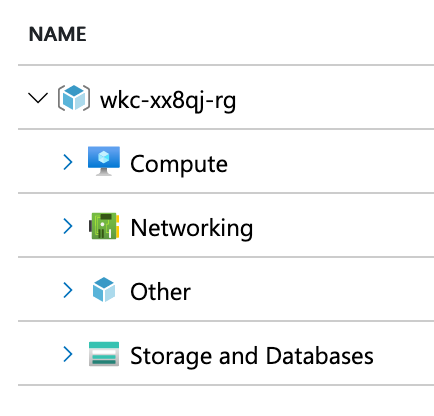 NAME
wkc-xx8qj-rg
Compute
Networking
Other
Storage and Databases